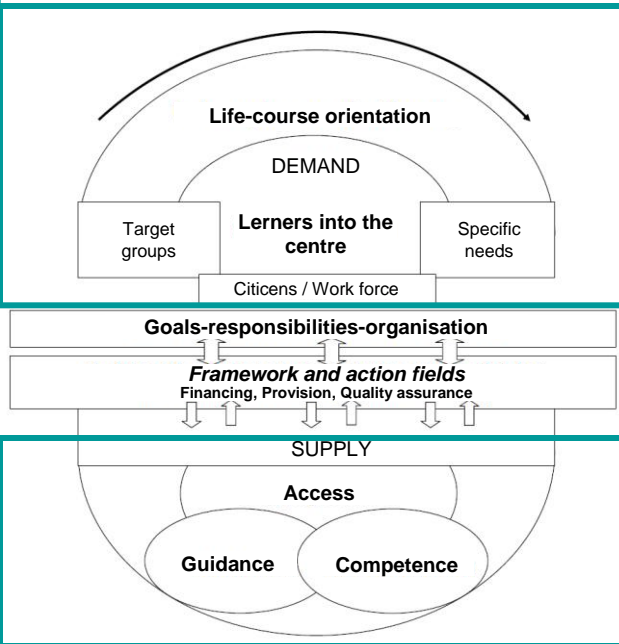 Life-course orientation
DEMAND
Target
groups
Lerners into the
centre
Specific
needs
Citicens / Work force
Goals-responsibilities-organisation
Framework and action fields
Financing, Provision, Quality assurance
SUPPLY
Access
Guidance
Competence